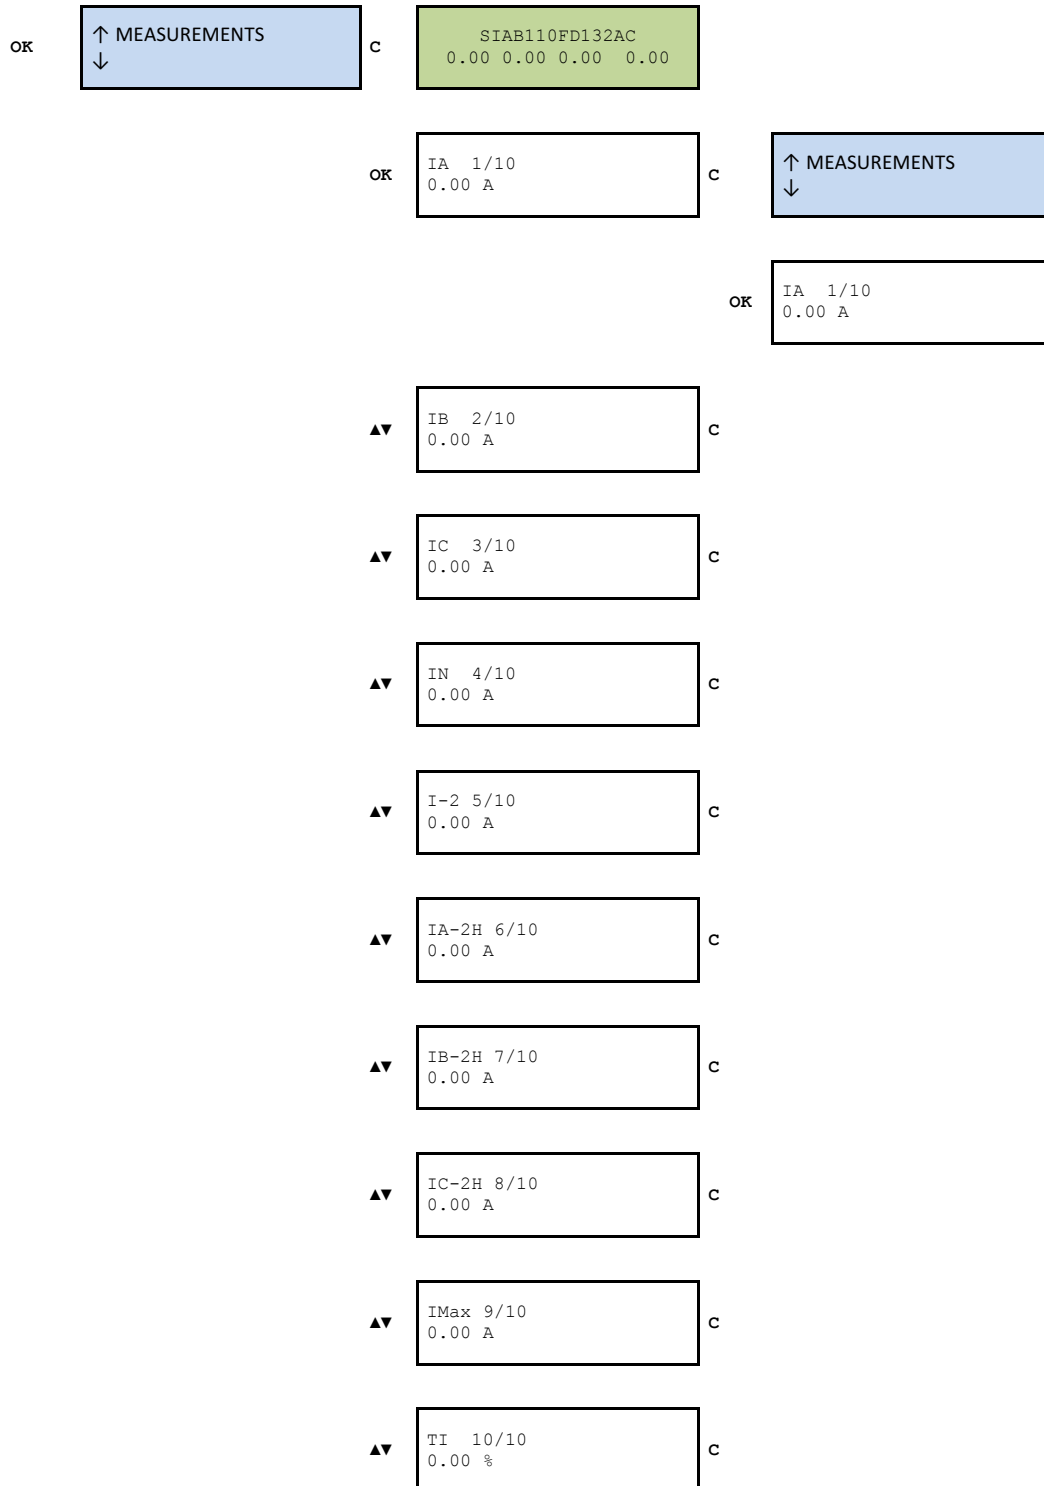 OK
↑ MEASUREMENTS
↓
C
SIAB110FD132AC
0.00 0.00 0.00 0.00
OK
IA 1/10
0.00 A
C
↑ MEASUREMENTS
↓
OK
IA 1/10
0.00 A
▲▼
IB 2/10
0.00 A
C
▲▼
IC 3/10
0.00 A
C
▲▼
IN 4/10
0.00 A
C
▲▼
I-2 5/10
0.00 A
C
▲▼
IA-2H 6/10
0.00 A
C
▲▼
IB-2H 7/10
0.00 A
C
▲▼
IC-2H 8/10
0.00 A
C
▲▼
IMax 9/10
0.00 A
C
▲▼
TI 10/10
0.00 %
C